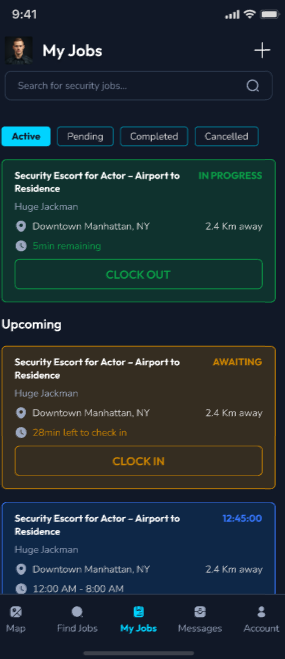 9:41
My Jobs
Search for security jobs...
Active Pending Completed Cancelled
Security Escort for Actor – Airport to IN PROGRESS
Residence
Huge Jackman
Downtown Manhattan, NY 2.4 Km away
5min remaining
CLOCK OUT
Upcoming
Security Escort for Actor – Airport to AWAITING
Residence
Huge Jackman
Downtown Manhattan, NY 2.4 Km away
28min left to check in
CLOCK IN
Security Escort for Actor – Airport to 12:45:00
Residence
Huge Jackman
Downtown Manhattan, NY 2.4 Km away
12:00 AM - 8:00 AM
Map Find Jobs My Jobs Messages Account